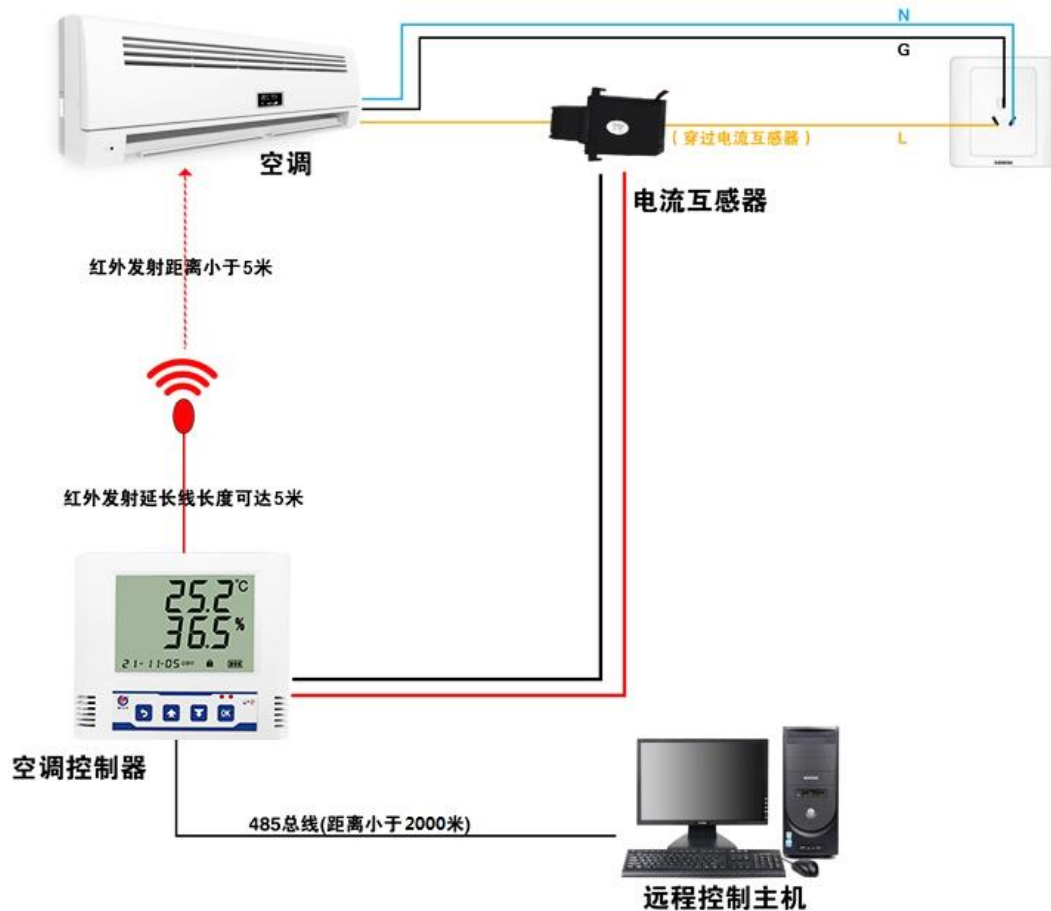 N
G
(穿过电流互感器)
L
空调
电流互感器
红外发射距离小于5米
红外发射延长线长度可达5米
25.2℃
36.5%
21-11-05 OFF
OK
空调控制器
485总线(距离小于2000米)
远程控制主机